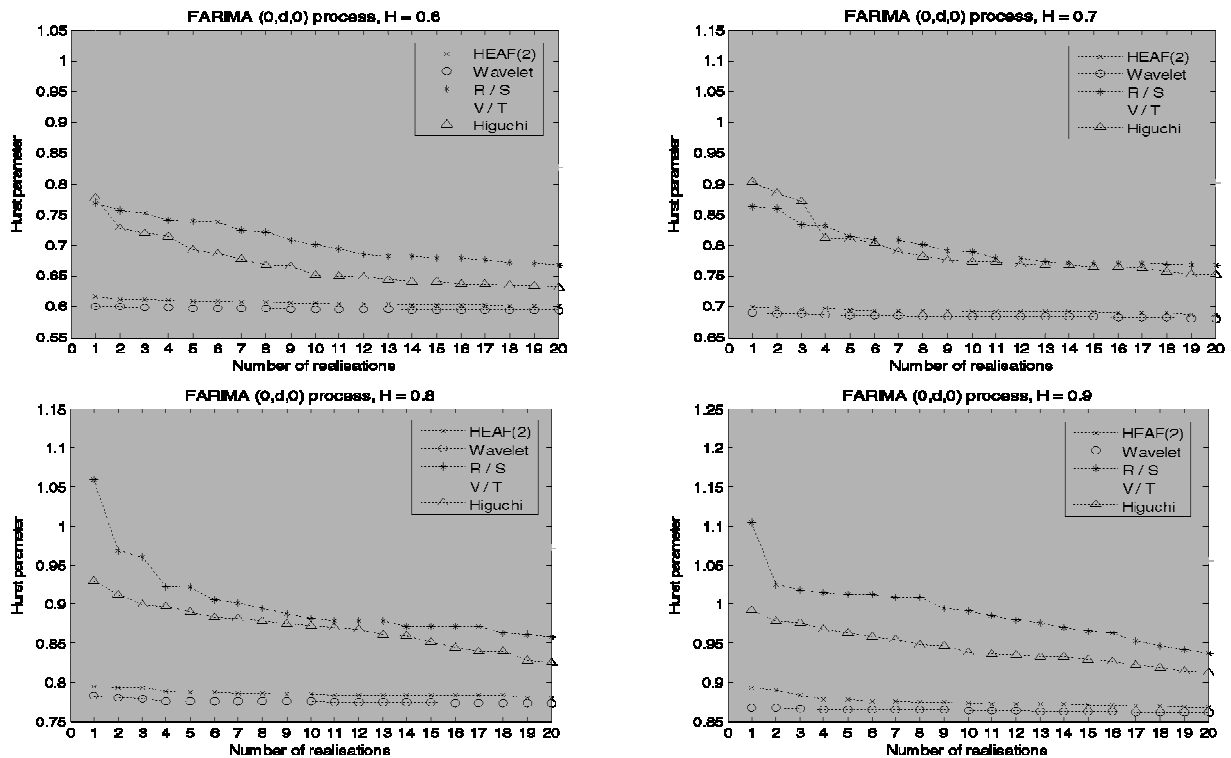 FARIMA (0,d,0) process, H = 0.6
1.05
1
0.95
0.9
0.85
0.8
0.75
0.7
0.65
0.6
0.55
Hurst parameter
HEAF(2)
Wavelet
R / S
V / T
Higuchi
0 1 2 3 4 5 6 7 8 9 10 11 12 13 14 15 16 17 18 19 20
Number of realisations
FARIMA (0,d,0) process, H = 0.7
1.15
1.1
1.05
1
0.95
0.9
0.85
0.8
0.75
0.7
0.65
Hurst parameter
HEAF(2)
Wavelet
R / S
V / T
Higuchi
0 1 2 3 4 5 6 7 8 9 10 11 12 13 14 15 16 17 18 19 20
Number of realisations
FARIMA (0,d,0) process, H = 0.8
1.15
1.1
1.05
1
0.95
0.9
0.85
0.8
0.75
Hurst parameter
HEAF(2)
Wavelet
R / S
V / T
Higuchi
0 1 2 3 4 5 6 7 8 9 10 11 12 13 14 15 16 17 18 19 20
Number of realisations
FARIMA (0,d,0) process, H = 0.9
1.25
1.2
1.15
1.1
1.05
1
0.95
0.9
0.85
Hurst parameter
HEAF(2)
Wavelet
R / S
V / T
Higuchi
0 1 2 3 4 5 6 7 8 9 10 11 12 13 14 15 16 17 18 19 20
Number of realisations